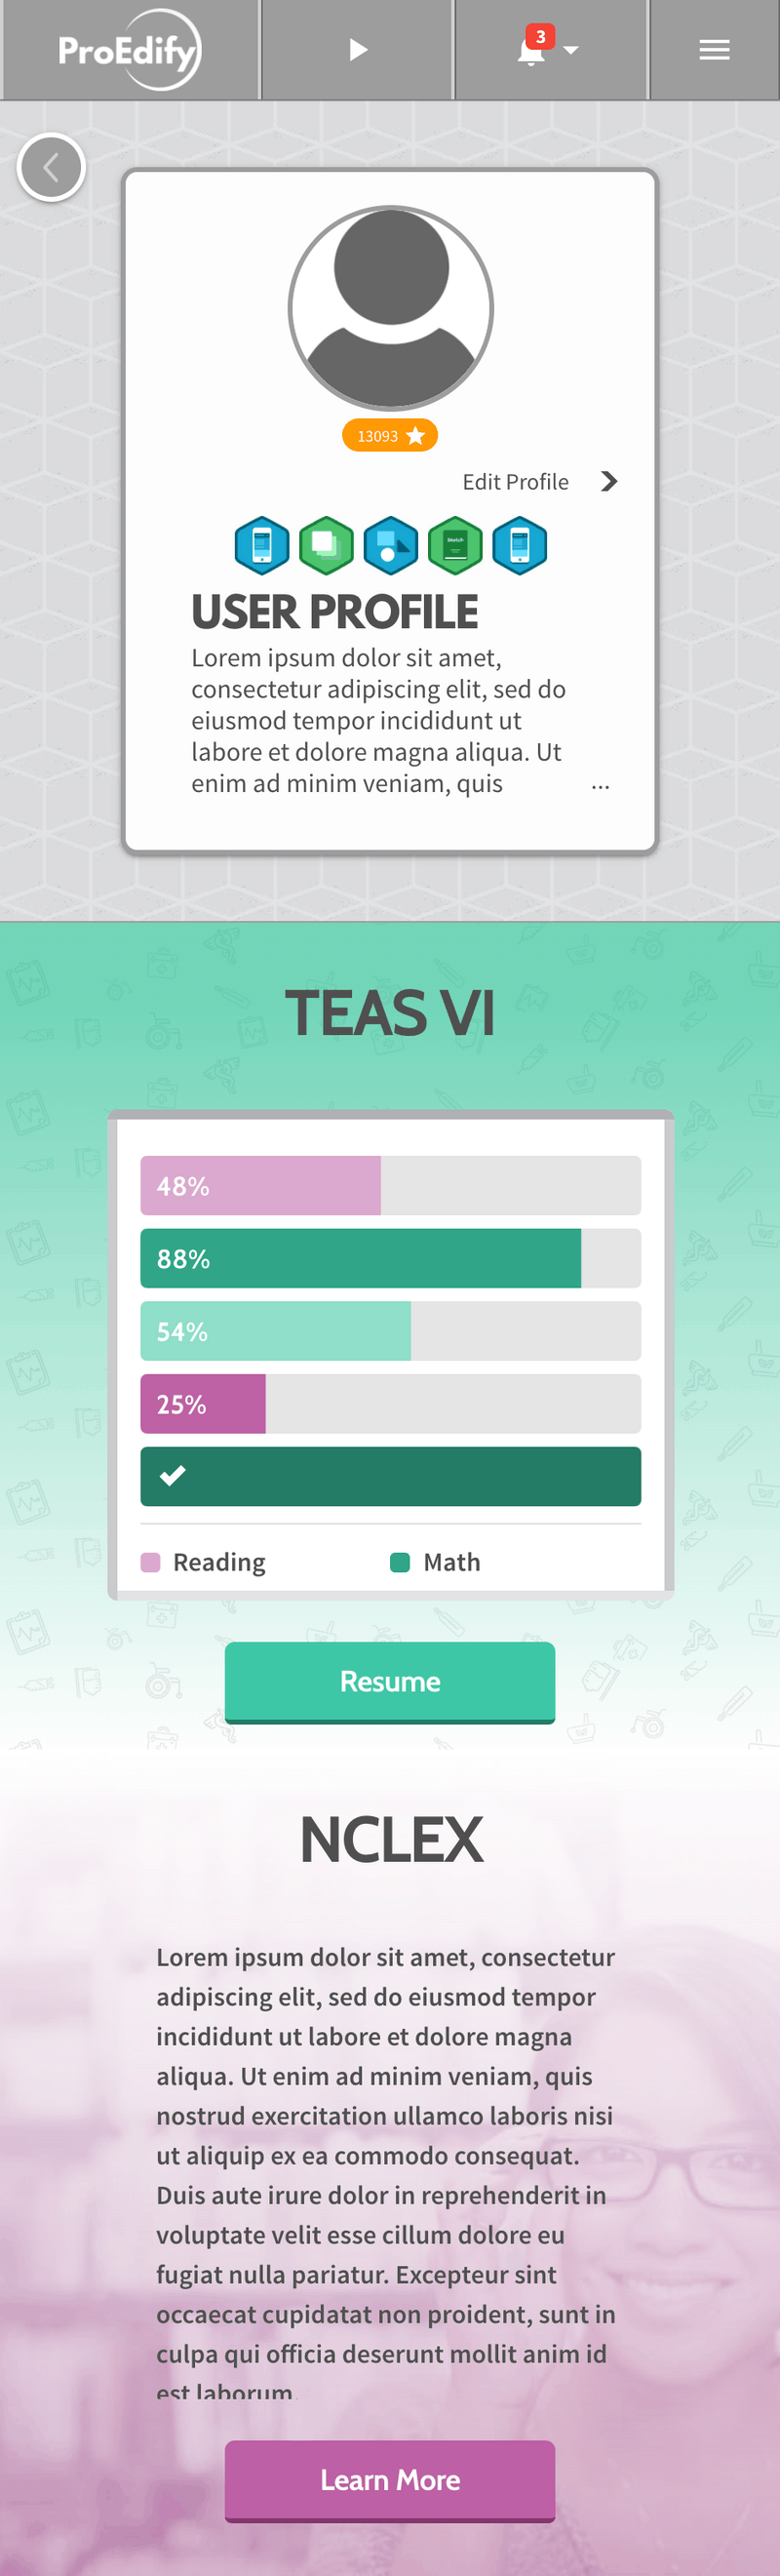 ProEdify
3
13093
Edit Profile
Sketch
USER PROFILE
Lorem ipsum dolor sit amet,
consectetur adipiscing elit, sed do
eiusmod tempor incididunt ut
labore et dolore magna aliqua. Ut
enim ad minim veniam, quis ...
TEAS VI
48%
88%
54%
25%
Reading
Math
Resume
NCLEX
Lorem ipsum dolor sit amet, consectetur
adipiscing elit, sed do eiusmod tempor
incididunt ut labore et dolore magna
aliqua. Ut enim ad minim veniam, quis
nostrud exercitation ullamco laboris nisi
ut aliquip ex ea commodo consequat.
Duis aute irure dolor in reprehenderit in
voluptate velit esse cillum dolore eu
fugiat nulla pariatur. Excepteur sint
occaecat cupidatat non proident, sunt in
culpa qui officia deserunt mollit anim id
est laborum.
Learn More